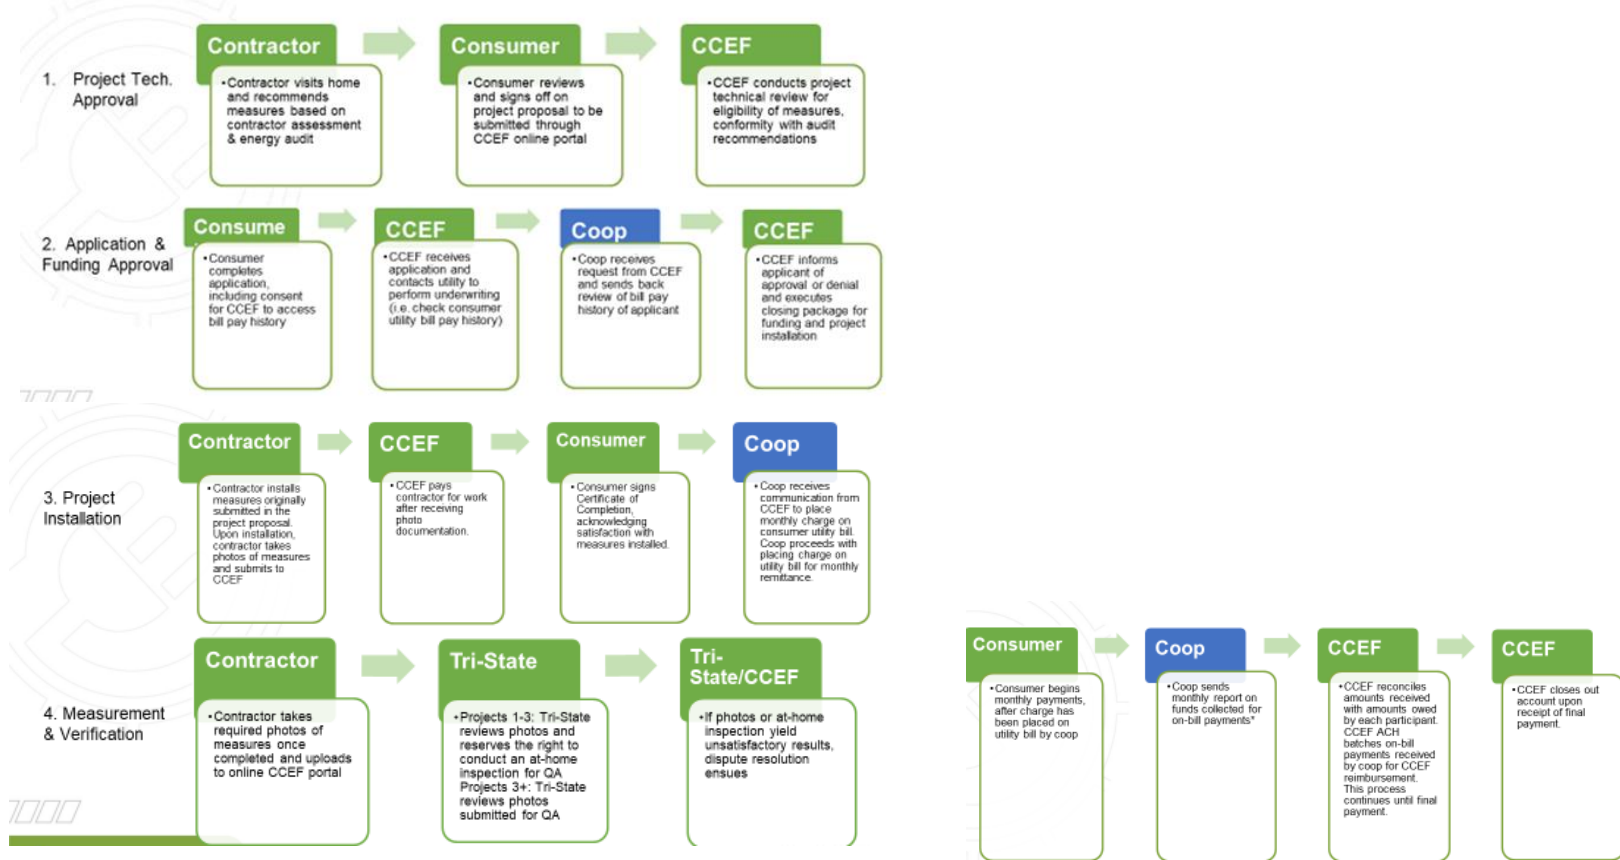 1. Project Tech.
Approval
Contractor
•Contractor visits home
and recommends
measures based on
contractor assessment
& energy audit
Consumer
•Consumer reviews
and signs off on
project proposal to be
submitted through
CCEF online portal
CCEF
•CCEF conducts project
technical review for
eligibility of measures,
conformity with audit
recommendations
2. Application &
Funding Approval
Consume
•Consumer
completes
application,
including consent
for CCEF to access
bill pay history
CCEF
•CCEF receives
application and
contacts utility to
perform underwriting
(i.e. check consumer
utility bill pay history)
Coop
•Coop receives
request from CCEF
and sends back
review of bill pay
history of applicant
CCEF
•CCEF informs
applicant of
approval or denial
and executes
closing package for
funding and project
installation
3. Project
Installation
Contractor
•Contractor installs
measures originally
submitted in the
project proposal.
Upon installation,
contractor takes
photos of measures
and submits to
CCEF
CCEF
•CCEF pays
contractor for work
after receiving
photo
documentation.
Consumer
•Consumer signs
Certificate of
Completion,
acknowledging
satisfaction with
measures installed.
Coop
•Coop receives
communication from
CCEF to place
monthly charge on
consumer utility bill.
Coop proceeds with
placing charge on
utility bill for monthly
remittance.
4. Measurement
& Verification
Contractor
•Contractor takes
required photos of
measures once
completed and uploads
to online CCEF portal
Tri-State
•Projects 1-3: Tri-State
reviews photos and
reserves the right to
conduct an at-home
inspection for QA
Projects 3+: Tri-State
reviews photos
submitted for QA
Tri-
State/CCEF
•If photos or at-home
inspection yield
unsatisfactory results,
dispute resolution
ensues
Consumer
•Consumer begins
monthly payments,
after charge has
been placed on
utility bill by coop
Coop
•Coop sends
monthly report on
funds collected for
on-bill payments*
CCEF
•CCEF reconciles
amounts received
with amounts owed
by each participant.
CCEF ACH
batches on-bill
payments received
by coop for CCEF
reimbursement.
This process
continues until final
payment.
CCEF
•CCEF closes out
account upon
receipt of final
payment.